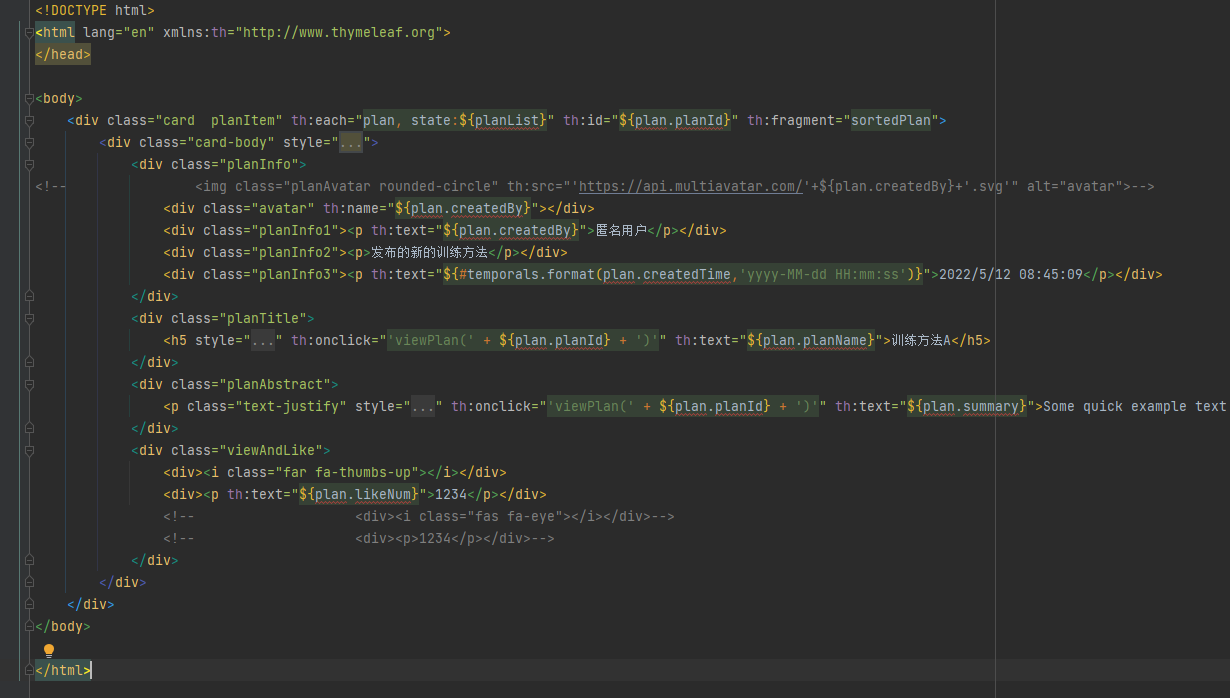 <!DOCTYPE html>
<html lang="en" xmlns:th="http://www.thymeleaf.org">
</head>
<body>
<div class="card  planItem" th:each="plan, state:${planList}" th:id="${plan.planId}" th:fragment="sortedPlan">
<div class="card-body" style="...">
<div class="planInfo">
<!--                <img class="planAvatar rounded-circle" th:src="'https://api.multiavatar.com/'+${plan.createdBy}+'.svg'" alt="avatar">-->
<div class="avatar" th:name="${plan.createdBy}"></div>
<div class="planInfo1"><p th:text="${plan.createdBy}">匿名用户</p></div>
<div class="planInfo2"><p>发布的新的训练方法</p></div>
<div class="planInfo3"><p th:text="${#temporals.format(plan.createdTime,'yyyy-MM-dd HH:mm:ss')}">2022/5/12 08:45:09</p></div>
</div>
<div class="planTitle">
<h5 style="..." th:onclick="'viewPlan(' + ${plan.planId} + ')'" th:text="${plan.planName}">训练方法A</h5>
</div>
<div class="planAbstract">
<p class="text-justify" style="..." th:onclick="'viewPlan(' + ${plan.planId} + ')'" th:text="${plan.summary}">Some quick example text
</div>
<div class="viewAndLike">
<div><i class="far fa-thumbs-up"></i></div>
<div><p th:text="${plan.likeNum}">1234</p></div>
<!--                    <div><i class="fas fa-eye"></i></div>-->
<!--                    <div><p>1234</p></div>-->
</div>
</div>
</div>
</body>
</html>